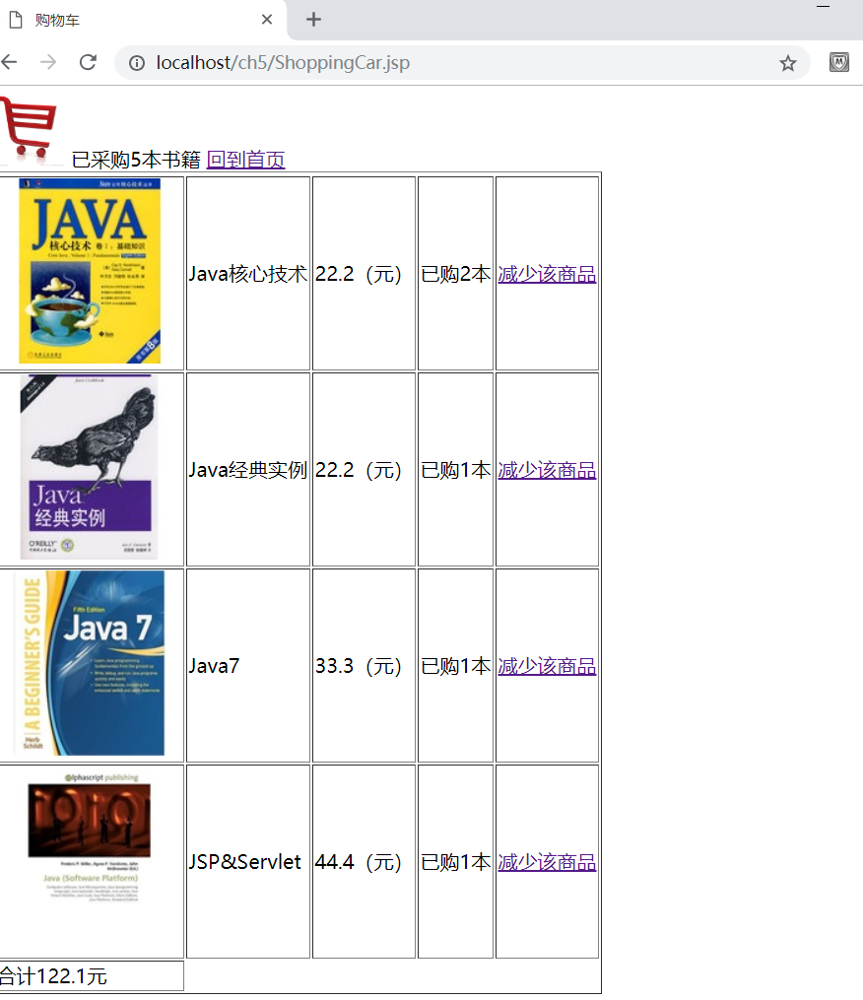 购物车
localhost/ch5/ShoppingCar.jsp
已采购5本书籍 回到首页
JAVA
核心技术 卷Ⅰ：基础知识
Java核心技术 22.2（元） 已购2本 减少该商品
Java
经典实例
O'REILLY
Java经典实例 22.2（元） 已购1本 减少该商品
A BEGINNER'S GUIDE
Fifth Edition
Java 7
Herb
Schildt
Java7 33.3（元） 已购1本 减少该商品
@lphascript publishing
Java (Software Platform)
JSP&Servlet 44.4（元） 已购1本 减少该商品
合计122.1元